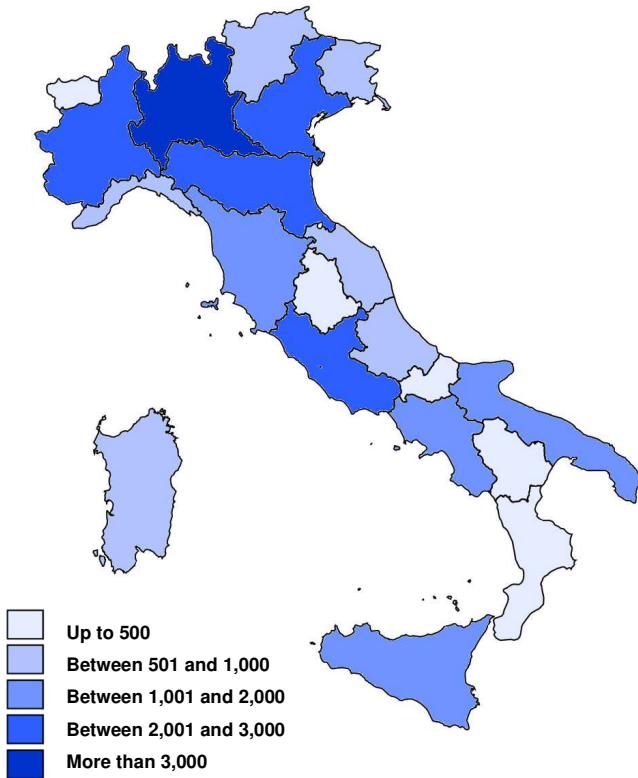 Up to 500
Between 501 and 1,000
Between 1,001 and 2,000
Between 2,001 and 3,000
More than 3,000